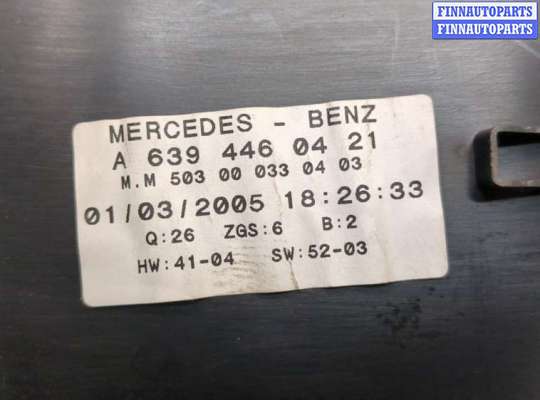 FINNAUTOPARTS
FINNAUTOPARTS
MERCEDES - BENZ
A 639 446 04 21
M.M 503 00 033 04 03
01/03/2005 18:26:33
Q:26 ZGS:6 B:2
HW:41-04 SW:52-03